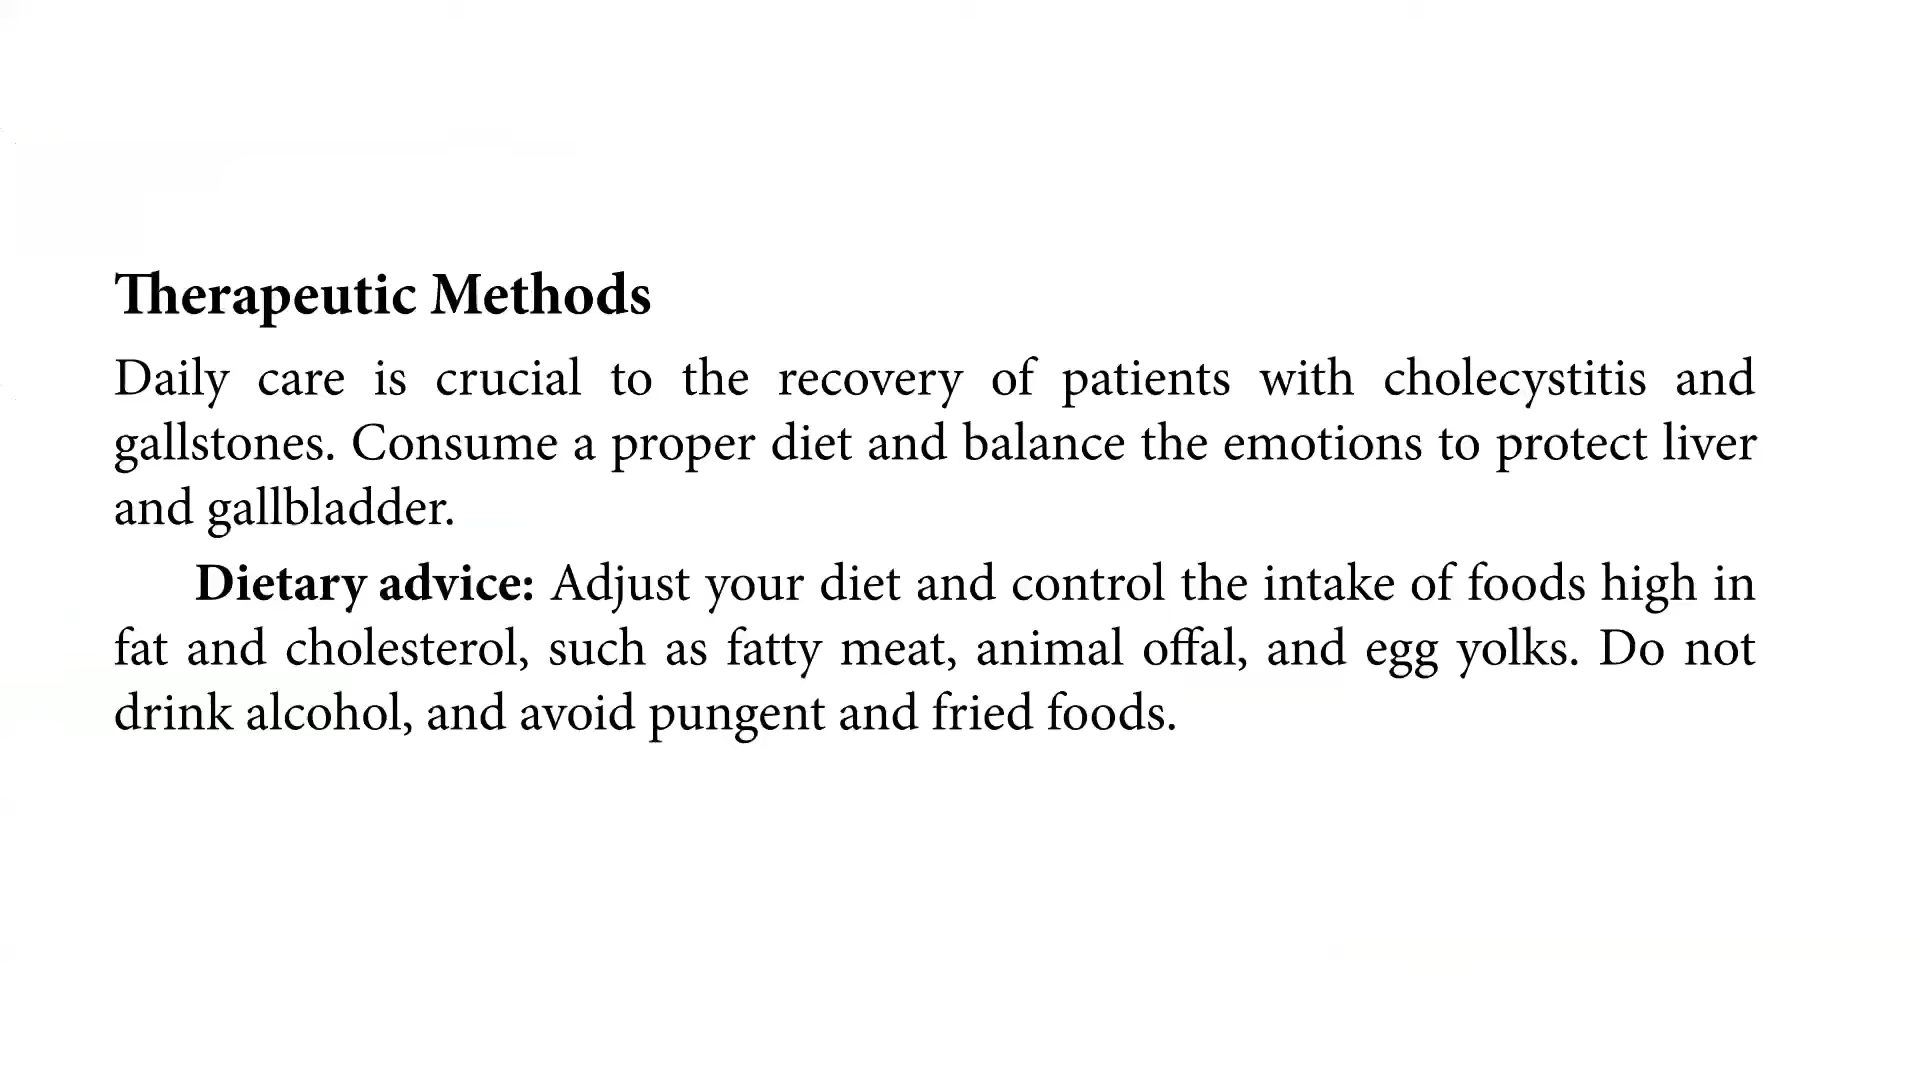 Therapeutic Methods
Daily care is crucial to the recovery of patients with cholecystitis and
gallstones. Consume a proper diet and balance the emotions to protect liver
and gallbladder.
Dietary advice: Adjust your diet and control the intake of foods high in
fat and cholesterol, such as fatty meat, animal offal, and egg yolks. Do not
drink alcohol, and avoid pungent and fried foods.